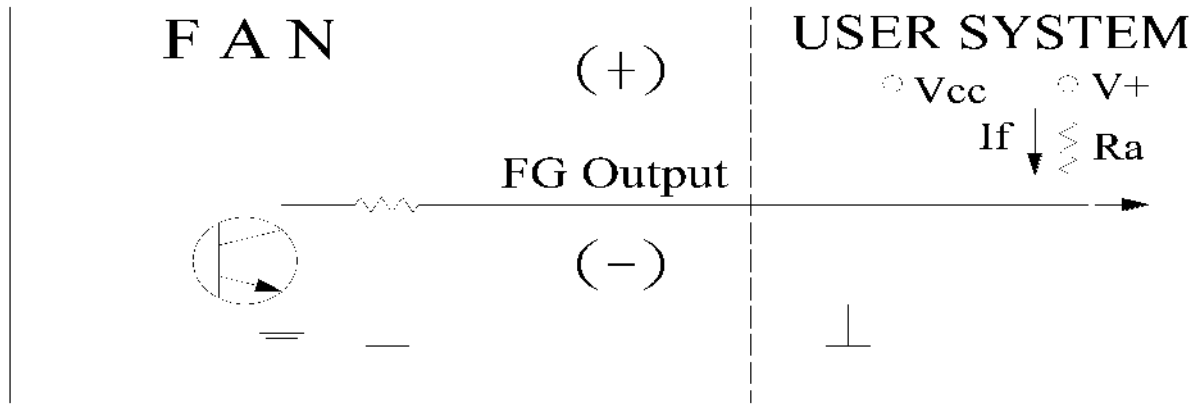 F A N
USER SYSTEM
(+)
Vcc
V+
If
Ra
FG Output
(-)